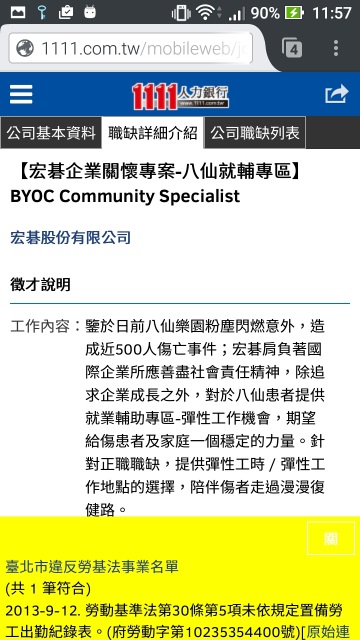 90% 11:57
1111.com.tw/mobileweb/jo
4
1111人力銀行
www.1111.com.tw
公司基本資料 職缺詳細介紹 公司職缺列表
【宏碁企業關懷專案-八仙就輔專區】
BYOC Community Specialist
宏碁股份有限公司
徵才說明
工作內容：鑒於日前八仙樂園粉塵閃燃意外，造
成近500人傷亡事件；宏碁肩負著國
際企業所應善盡社會責任精神，除追
求企業成長之外，對於八仙患者提供
就業輔助專區-彈性工作機會，期望
給傷患者及家庭一個穩定的力量。針
對正職職缺，提供彈性工時 / 彈性工
作地點的選擇，陪伴傷者走過漫漫復
健路。
關
臺北市違反勞基法事業名單
(共 1 筆符合)
2013-9-12. 勞動基準法第30條第5項未依規定置備勞
工出勤紀錄表。(府勞動字第10235354400號)[原始連